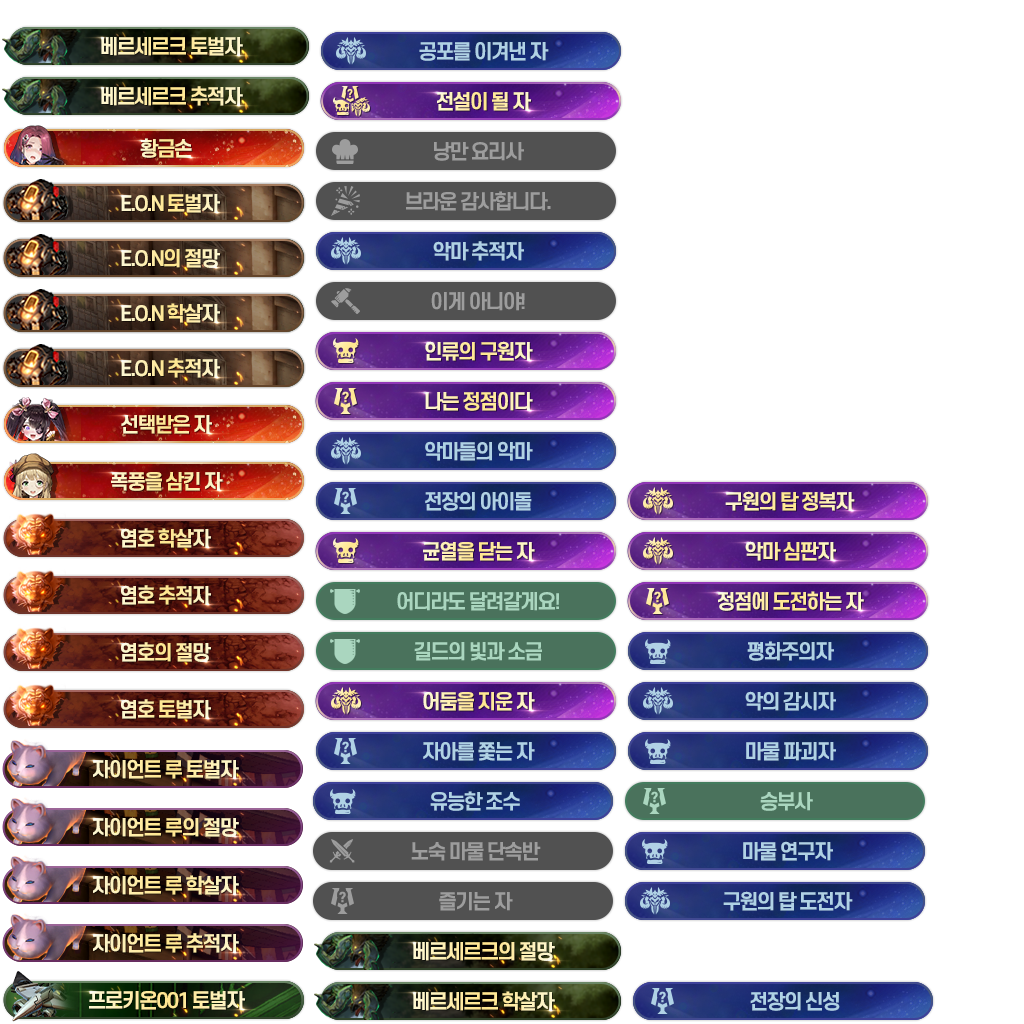 베르세르크 토벌자
베르세르크 추적자
황금손
E.O.N 토벌자
E.O.N의 절망
E.O.N 학살자
E.O.N 추적자
선택받은 자
폭풍을 삼킨 자
염호 학살자
염호 추적자
염호의 절망
염호 토벌자
자이언트 루 토벌자
자이언트 루의 절망
자이언트 루 학살자
자이언트 루 추적자
프로키온001 토벌자
공포를 이겨낸 자
전설이 될 자
낭만 요리사
브라운 감사합니다.
악마 추적자
이게 아니야!
인류의 구원자
나는 정점이다
악마들의 악마
전장의 아이돌
균열을 닫는 자
어디라도 달려갈게요!
길드의 빛과 소금
어둠을 지운 자
자아를 쫓는 자
유능한 조수
노숙 마물 단속반
즐기는 자
베르세르크의 절망
베르세르크 학살자
구원의 탑 정복자
악마 심판자
정점에 도전하는 자
평화주의자
악의 감시자
마물 파괴자
승부사
마물 연구자
구원의 탑 도전자
전장의 신성